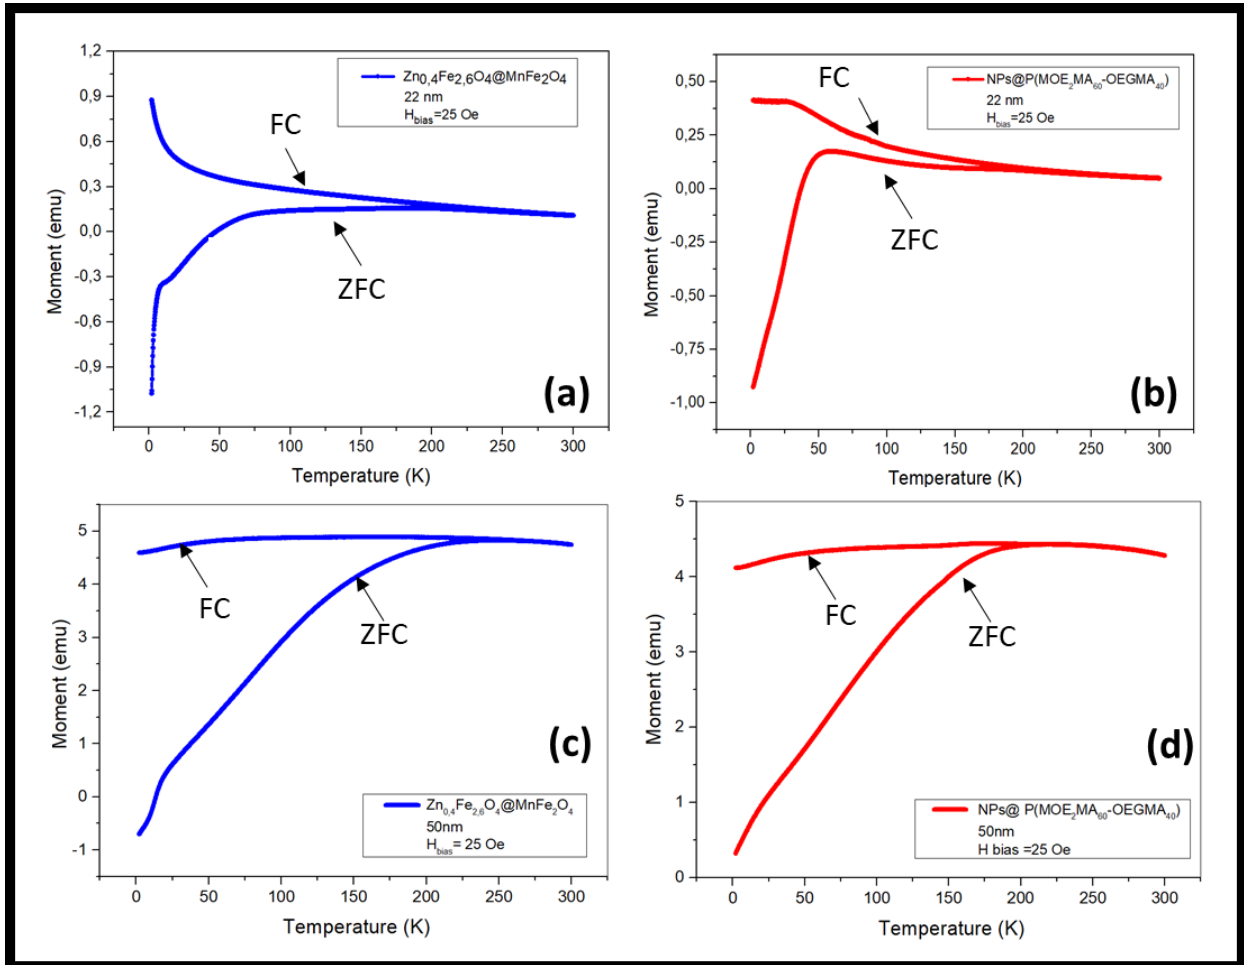 1,2
0,9
0,6
0,3
0,0
-0,3
-0,6
-0,9
-1,2
Moment (emu)
Zn0,4Fe2,6O4@MnFe2O4
22 nm
Hbias=25 Oe
FC
ZFC
(a)
0 50 100 150 200 250 300
Temperature (K)
0,50
0,25
0,00
-0,25
-0,50
-0,75
-1,00
Moment (emu)
NPs@P(MOE2MA60-OEGMA40)
22 nm
Hbias=25 Oe
FC
ZFC
(b)
0 50 100 150 200 250 300
Temperature (K)
5
4
3
2
1
0
-1
Moment (emu)
FC
ZFC
(c)
Zn0,4Fe2,6O4@MnFe2O4
50nm
Hbias= 25 Oe
0 50 100 150 200 250 300
Temperature (K)
5
4
3
2
1
0
Moment (emu)
FC
ZFC
(d)
NPs@ P(MOE2MA60-OEGMA40)
50nm
H bias =25 Oe
0 50 100 150 200 250 300
Temperature (K)